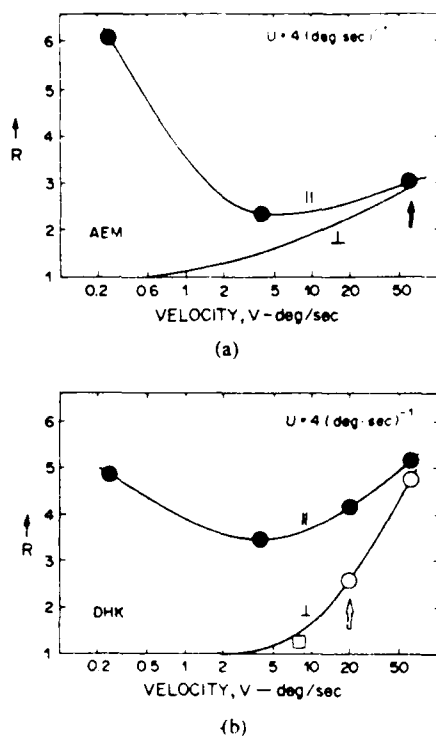 6
U = 4 (deg sec)⁻¹
5
4
R
3
||
2
⊥
AEM
1
0.2 0.6 1 2 5 10 20 50
VELOCITY, V-deg/sec
(a)
6
U = 4 (deg·sec)⁻¹
5
4
||
R
3
2
⊥
DHK
1
0.2 0.5 1 2 5 10 20 50
VELOCITY, V — deg/sec
(b)